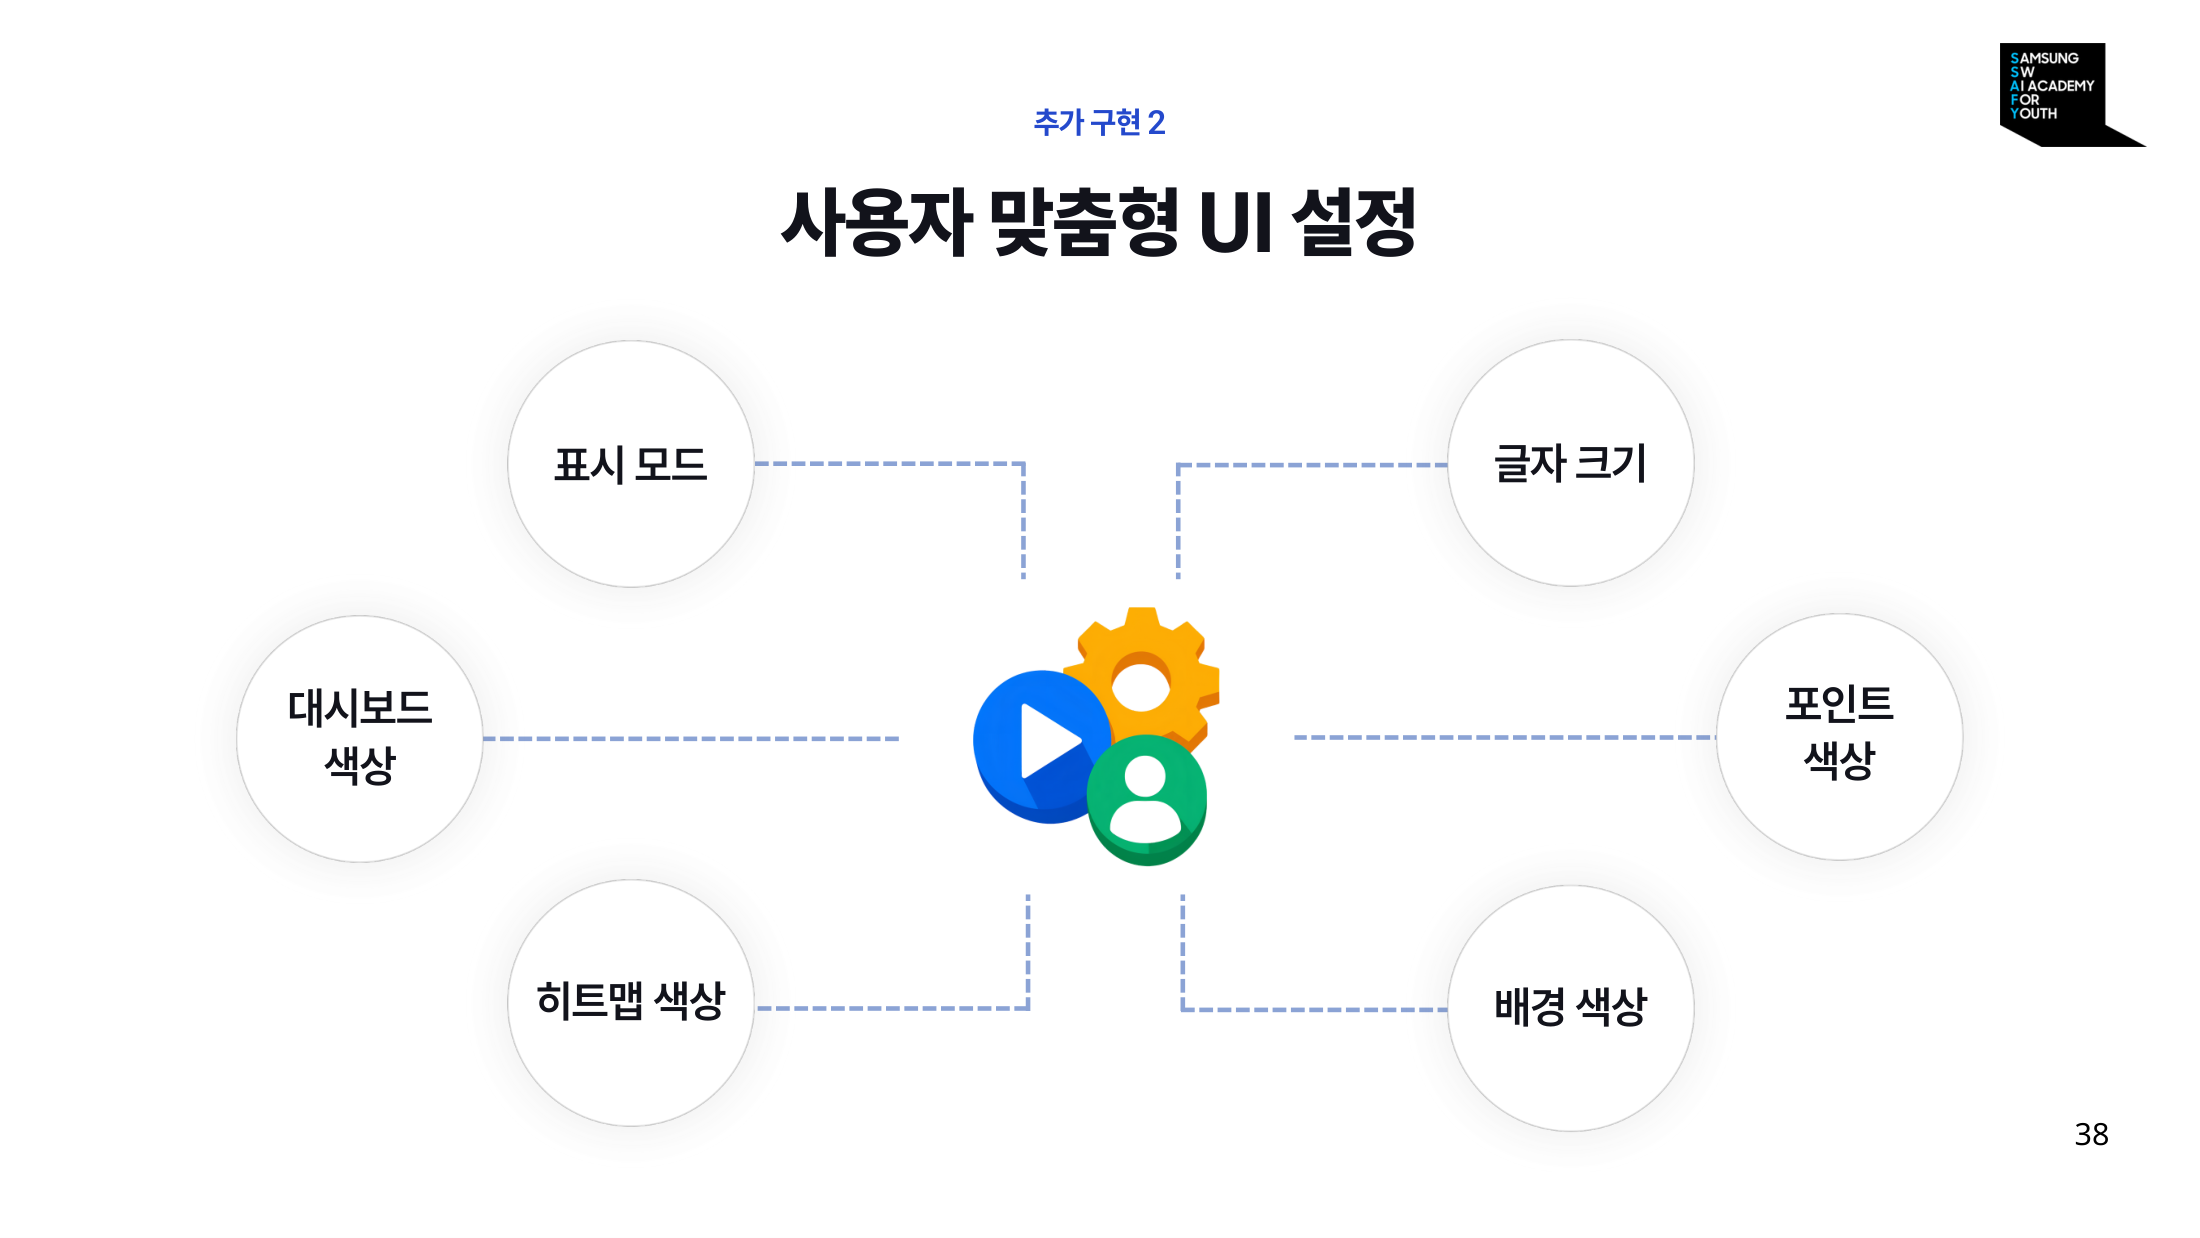 SAMSUNG
SW
AI ACADEMY
FOR
YOUTH
추가 구현 2
사용자 맞춤형 UI 설정
표시 모드
글자 크기
대시보드
색상
포인트
색상
히트맵 색상
배경 색상
38